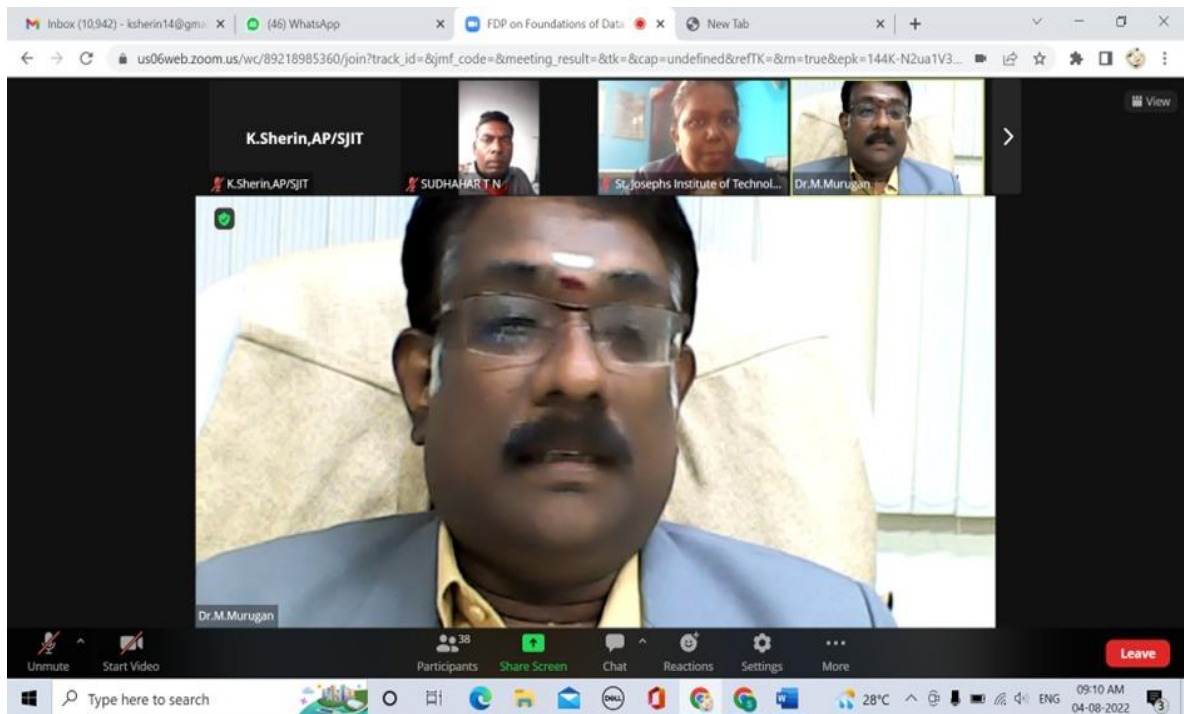 Inbox (10,942) - ksherin14@gma
(46) WhatsApp
FDP on Foundations of Data
New Tab
us06web.zoom.us/wc/89218985360/join?track_id=&jmf_code=&meeting_result=&tk=&cap=undefined&refTK=&rn=true&epk=144K-N2ua1V3...
View
K.Sherin,AP/SJIT
K.Sherin,AP/SJIT
SUDHAHAR T N
St. Josephs Institute of Technol...
Dr.M.Murugan
Dr.M.Murugan
38
Unmute
Start Video
Participants
Share Screen
Chat
Reactions
Settings
More
Leave
Type here to search
DELL
28°C
ENG
09:10 AM
04-08-2022
3